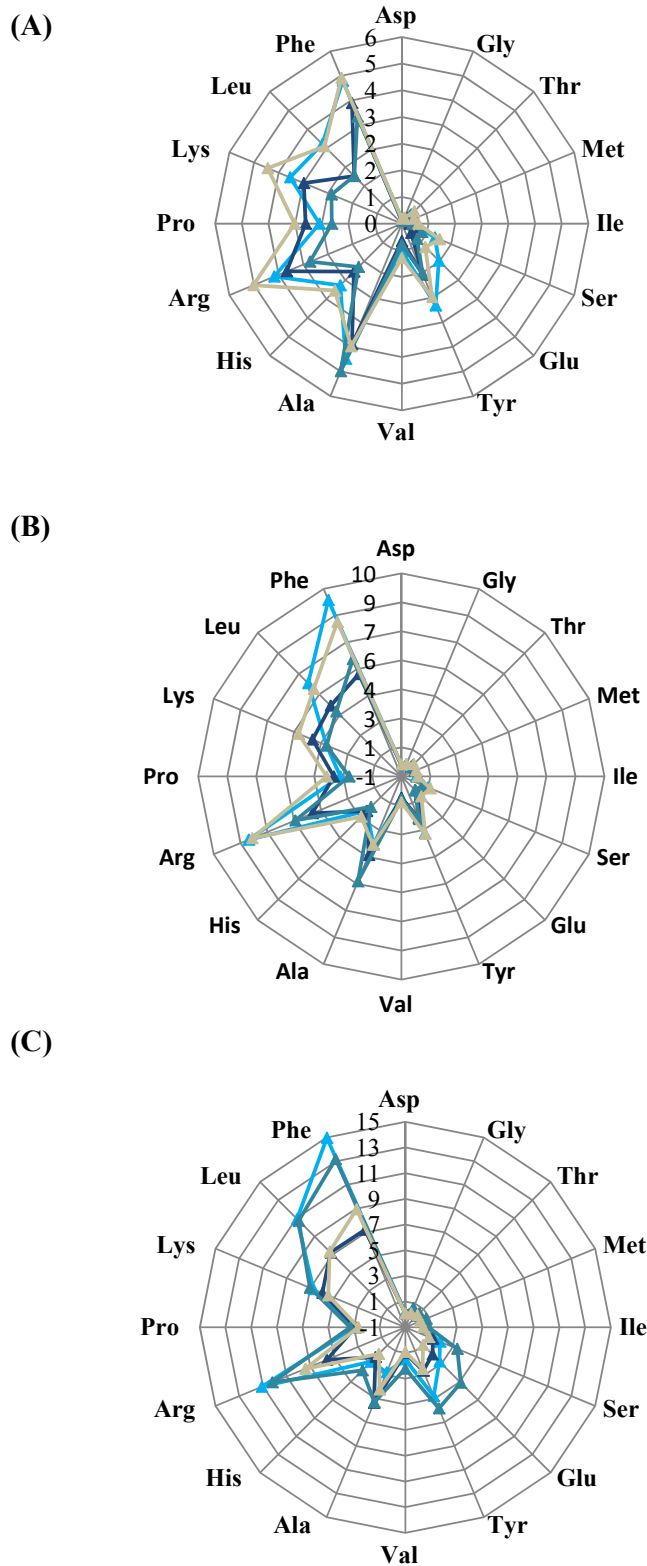 (A)
Asp
Phe
Gly
Leu
Thr
Lys
Met
Pro
Ile
Arg
Ser
His
Glu
Ala
Tyr
Val
6
5
4
3
2
1
0
(B)
Asp
Phe
Gly
Leu
Thr
Lys
Met
Pro
Ile
Arg
Ser
His
Glu
Ala
Tyr
Val
10
9
7
6
4
3
1
-1
(C)
Asp
Phe
Gly
Leu
Thr
Lys
Met
Pro
Ile
Arg
Ser
His
Glu
Ala
Tyr
Val
15
13
11
9
7
5
3
1
-1